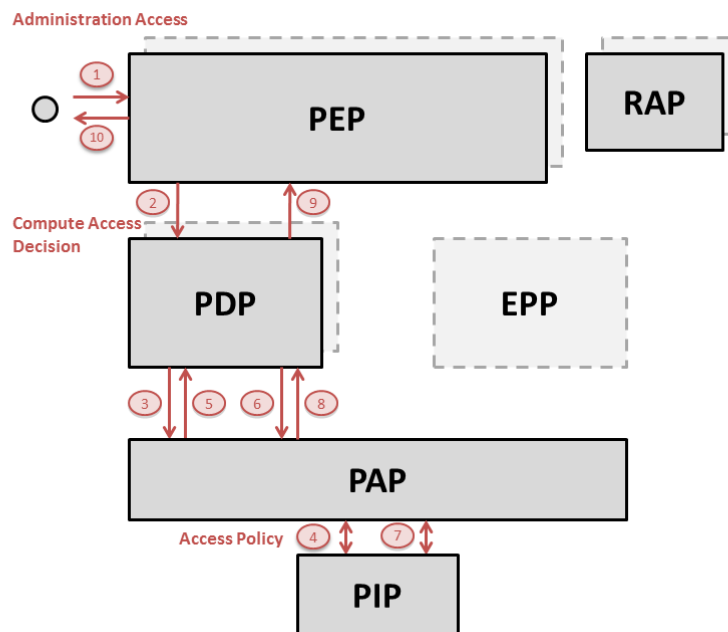 Administration Access
1
10
PEP
RAP
2
9
Compute Access
Decision
PDP
EPP
3
5
6
8
PAP
Access Policy
4
7
PIP